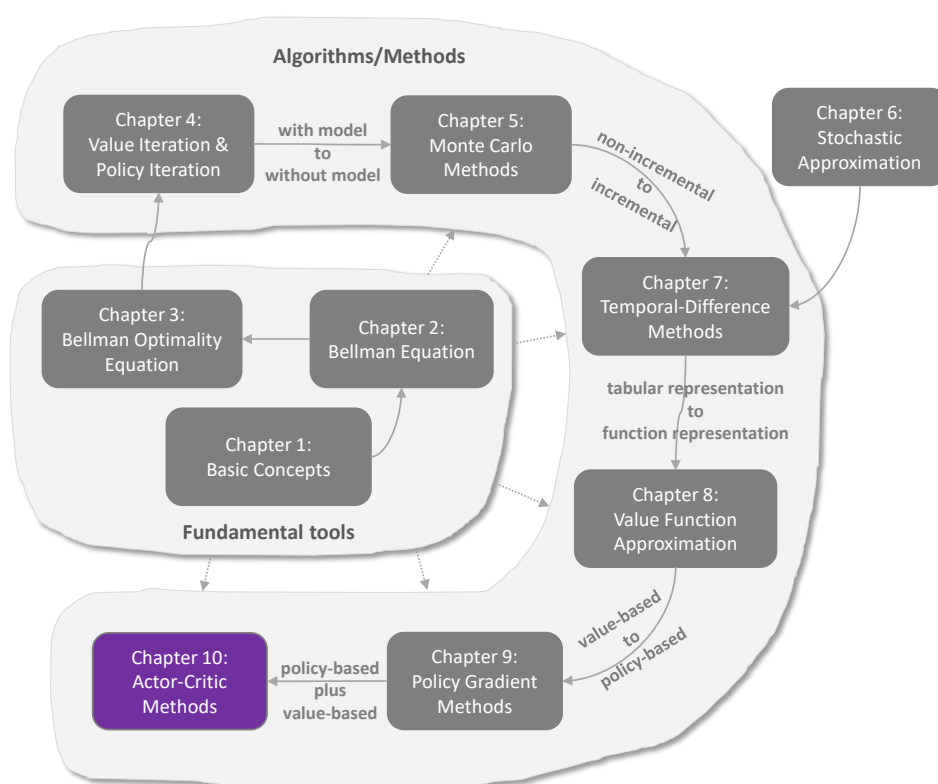 Algorithms/Methods
Chapter 4:
Value Iteration &
Policy Iteration
with model
to
without model
Chapter 5:
Monte Carlo
Methods
non-incremental
to
incremental
Chapter 6:
Stochastic
Approximation
Chapter 3:
Bellman Optimality
Equation
Chapter 2:
Bellman Equation
Chapter 1:
Basic Concepts
Fundamental tools
Chapter 7:
Temporal-Difference
Methods
tabular representation
to
function representation
Chapter 8:
Value Function
Approximation
value-based
to
policy-based
Chapter 9:
Policy Gradient
Methods
policy-based
plus
value-based
Chapter 10:
Actor-Critic
Methods